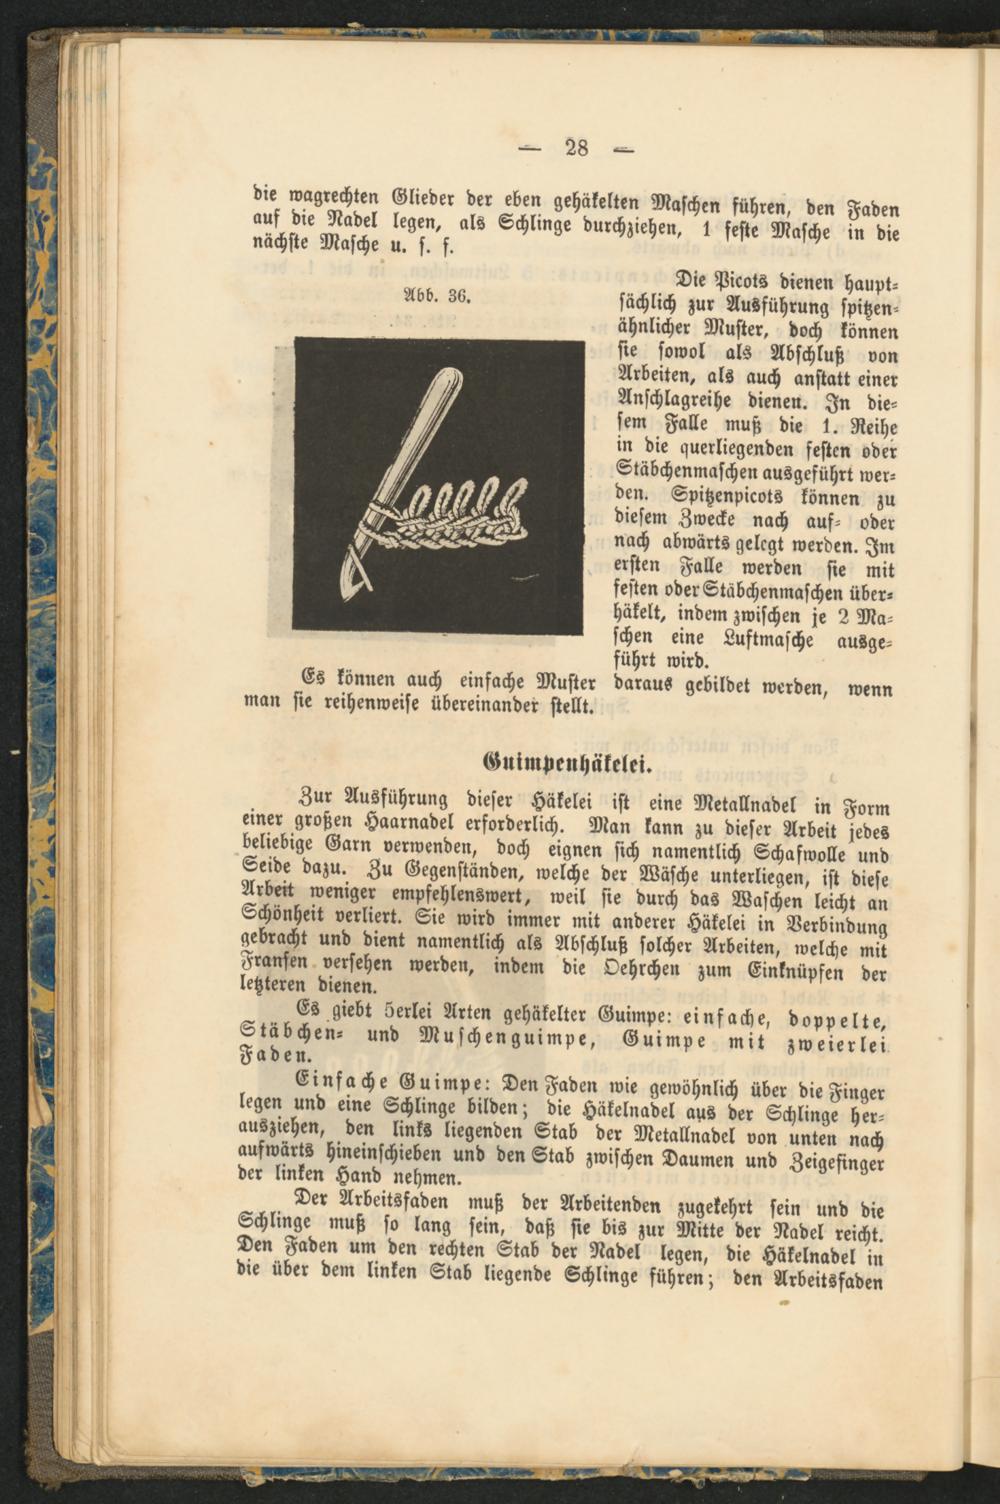 — 28 —
die wagrechten Glieder der eben gehäkelten Maschen führen, den Faden
auf die Nadel legen, als Schlinge durchziehen, 1 feste Masche in die
nächste Masche u. s. f.
Abb. 36.
Die Picots dienen haupt-
sächlich zur Ausführung spitzen-
ähnlicher Muster, doch können
sie sowol als Abschluß von
Arbeiten, als auch anstatt einer
Anschlagreihe dienen. In die-
sem Falle muß die 1. Reihe
in die querliegenden festen oder
Stäbchenmaschen ausgeführt wer-
den. Spitzenpicots können zu
diesem Zwecke nach auf- oder
nach abwärts gelegt werden. Im
ersten Falle werden sie mit
festen oder Stäbchenmaschen über-
häkelt, indem zwischen je 2 Ma-
schen eine Luftmasche ausge-
führt wird.
Es können auch einfache Muster daraus gebildet werden, wenn
man sie reihenweise übereinander stellt.
Guimpenhäkelei.
Zur Ausführung dieser Häkelei ist eine Metallnadel in Form
einer großen Haarnadel erforderlich. Man kann zu dieser Arbeit jedes
beliebige Garn verwenden, doch eignen sich namentlich Schafwolle und
Seide dazu. Zu Gegenständen, welche der Wäsche unterliegen, ist diese
Arbeit weniger empfehlenswert, weil sie durch das Waschen leicht an
Schönheit verliert. Sie wird immer mit anderer Häkelei in Verbindung
gebracht und dient namentlich als Abschluß solcher Arbeiten, welche mit
Fransen versehen werden, indem die Oehrchen zum Einknüpfen der
letzteren dienen.
Es giebt 5erlei Arten gehäkelter Guimpe: einfache, doppelte,
Stäbchen- und Muschenguimpe, Guimpe mit zweierlei
Faden.
Einfache Guimpe: Den Faden wie gewöhnlich über die Finger
legen und eine Schlinge bilden; die Häkelnadel aus der Schlinge her-
ausziehen, den links liegenden Stab der Metallnadel von unten nach
aufwärts hineinschieben und den Stab zwischen Daumen und Zeigefinger
der linken Hand nehmen.
Der Arbeitsfaden muß der Arbeitenden zugekehrt sein und die
Schlinge muß so lang sein, daß sie bis zur Mitte der Nadel reicht.
Den Faden um den rechten Stab der Nadel legen, die Häkelnadel in
die über dem linken Stab liegende Schlinge führen; den Arbeitsfaden